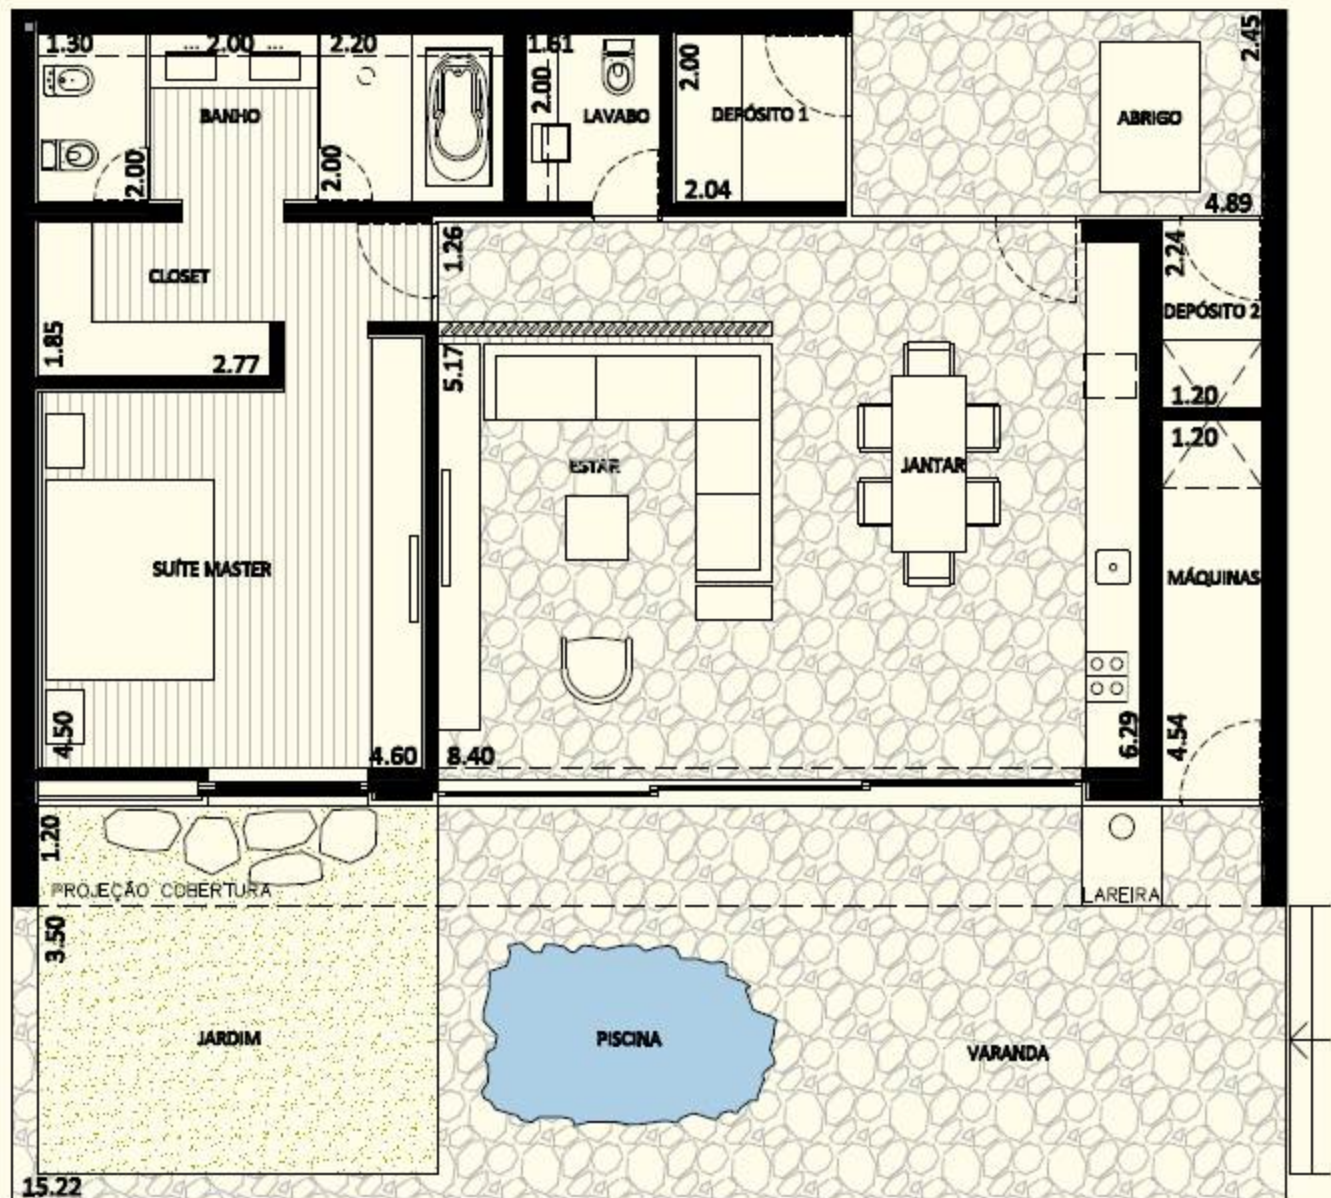 1.30
... 2.00 ...
2.20
1.61
2.00
2.00
2.45
BANHO
LAVABO
DEPÓSITO 1
ABRIGO
2.00
2.00
2.04
4.89
1.26
2.24
CLOSET
DEPÓSITO 2
1.85
2.77
5.17
1.20
1.20
ESTAR
JANTAR
SUÍTE MASTER
MÁQUINAS
4.50
4.60
8.40
6.29
4.54
1.20
PROJEÇÃO COBERTURA
LAREIRA
3.50
JARDIM
PISCINA
VARANDA
15.22